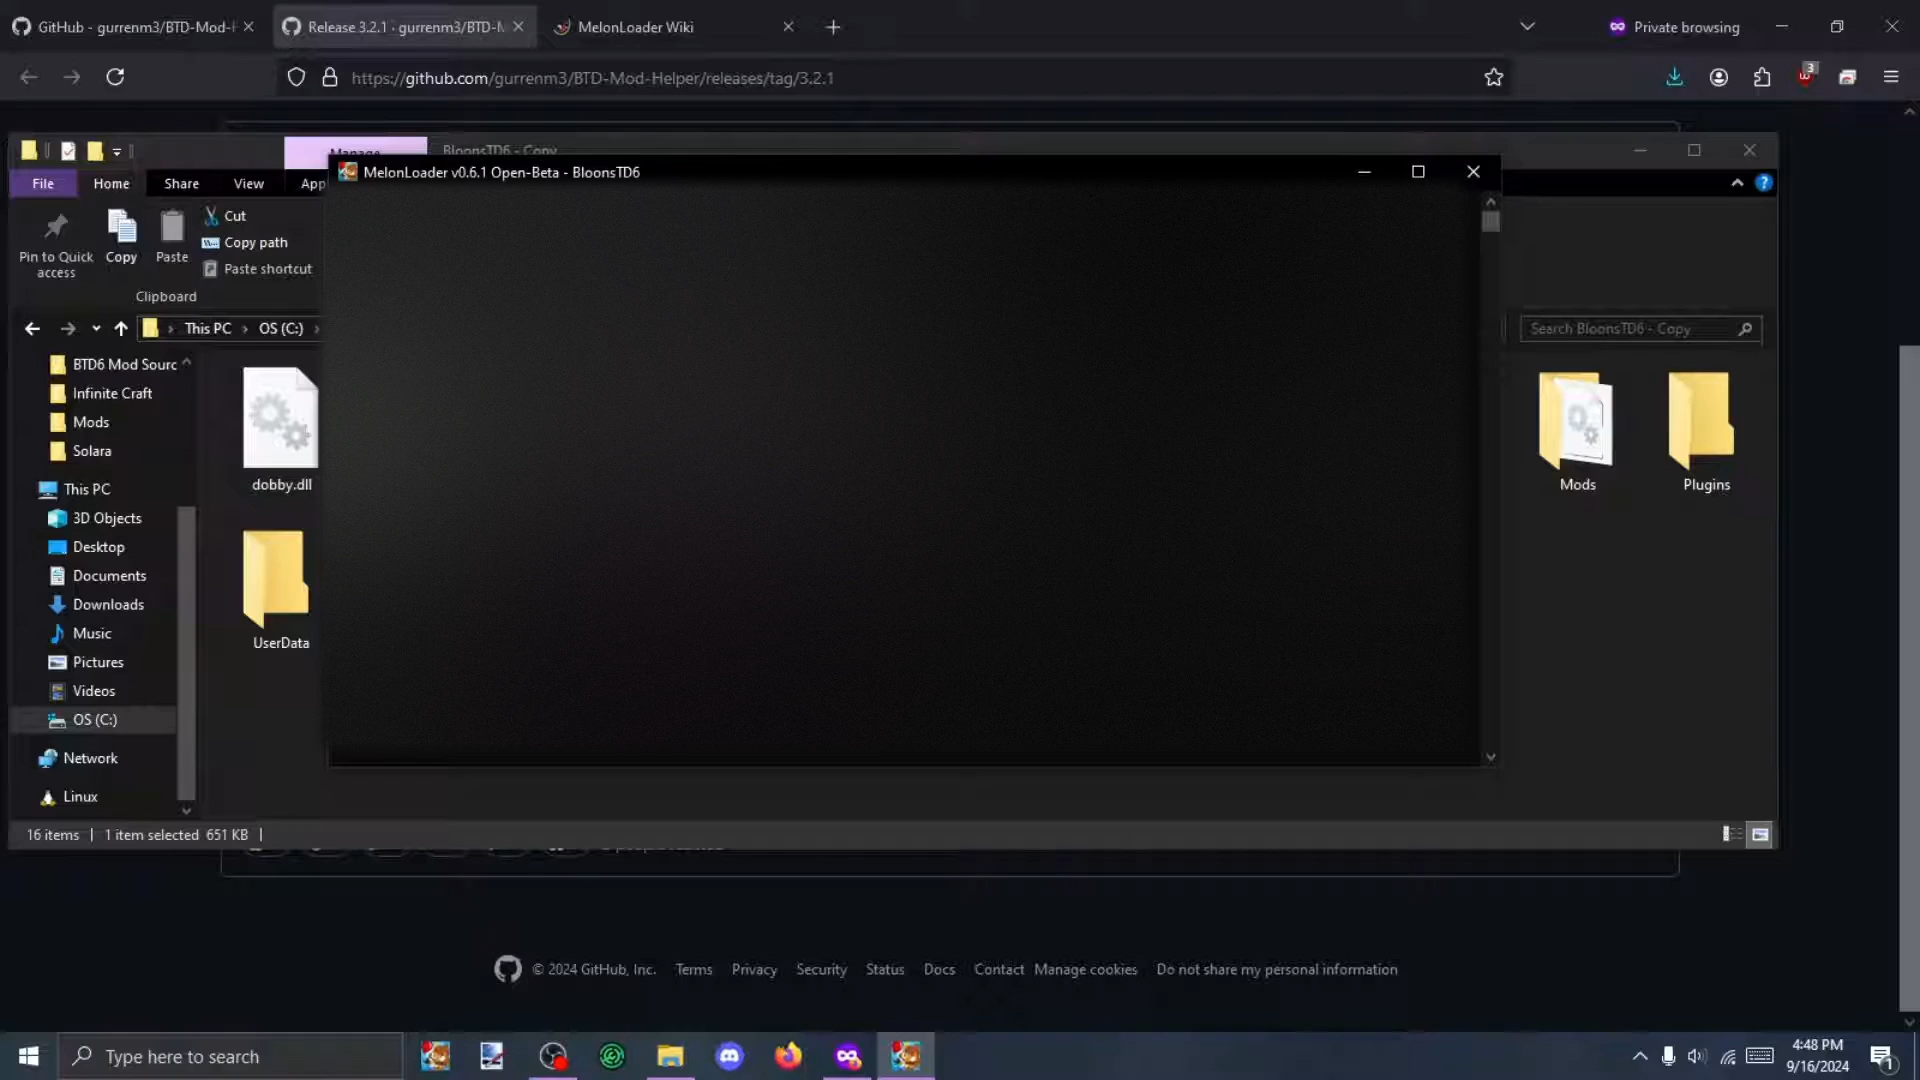 GitHub - gurrenm3/BTD-Mod-H
Release 3.2.1 · gurrenm3/BTD-M
MelonLoader Wiki
Private browsing
https://github.com/gurrenm3/BTD-Mod-Helper/releases/tag/3.2.1
3
Manage
BloonsTD6 - Copy
MelonLoader v0.6.1 Open-Beta - BloonsTD6
File
Home
Share
View
App
Pin to Quick access
Copy
Paste
Cut
Copy path
Paste shortcut
Clipboard
This PC
OS (C:)
Search BloonsTD6 - Copy
BTD6 Mod Sourc
Infinite Craft
Mods
Solara
This PC
3D Objects
Desktop
Documents
Downloads
Music
Pictures
Videos
OS (C:)
Network
Linux
dobby.dll
UserData
Mods
Plugins
16 items
1 item selected 651 KB
© 2024 GitHub, Inc.
Terms
Privacy
Security
Status
Docs
Contact
Manage cookies
Do not share my personal information
Type here to search
4:48 PM
9/16/2024
1